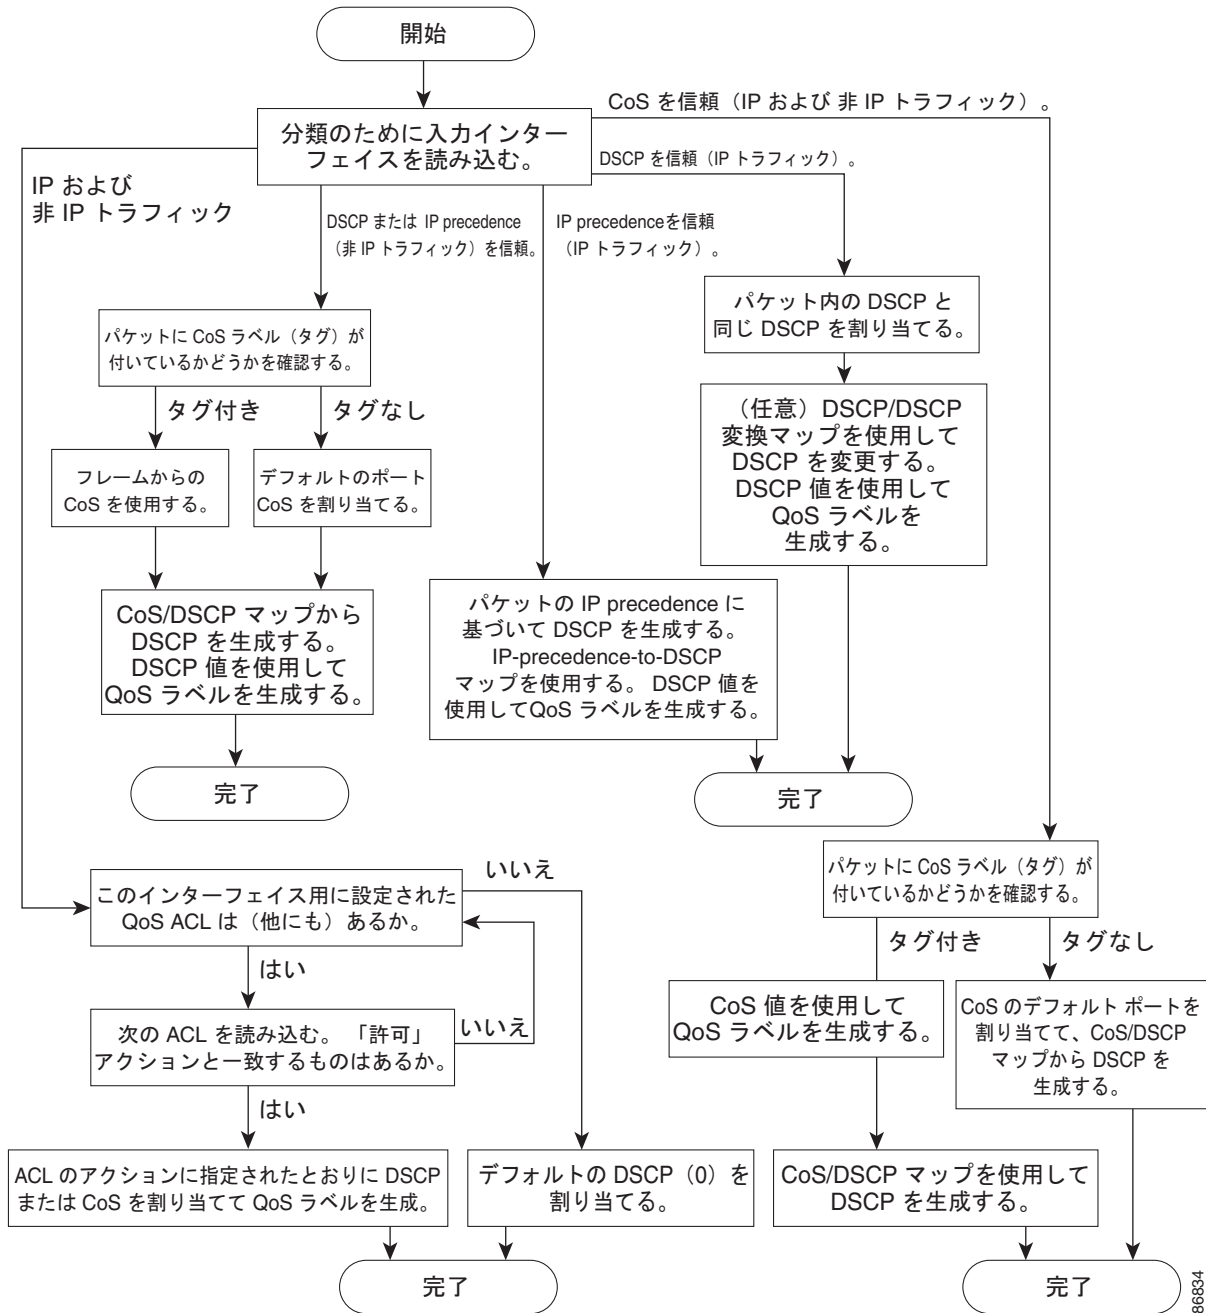 開始
CoS を信頼（IP および 非 IP トラフィック）。
分類のために入力インター
フェイスを読み込む。
DSCP を信頼（IP トラフィック）。
IP および
非 IP トラフィック
DSCP または IP precedence
（非 IP トラフィック）を信頼。
IP precedenceを信頼
（IP トラフィック）。
パケット内の DSCP と
同じ DSCP を割り当てる。
パケットに CoS ラベル（タグ）が
付いているかどうかを確認する。
タグ付き
タグなし
（任意）DSCP/DSCP
変換マップを使用して
DSCP を変更する。
DSCP 値を使用して
QoS ラベルを
生成する。
フレームからの
CoS を使用する。
デフォルトのポート
CoS を割り当てる。
CoS/DSCP マップから
DSCP を生成する。
DSCP 値を使用して
QoS ラベルを生成する。
パケットの IP precedence に
基づいて DSCP を生成する。
IP-precedence-to-DSCP
マップを使用する。 DSCP 値を
使用してQoS ラベルを生成する。
完了
完了
いいえ
パケットに CoS ラベル（タグ）が
付いているかどうかを確認する。
このインターフェイス用に設定された
QoS ACL は（他にも）あるか。
タグ付き
タグなし
はい
CoS 値を使用して
QoS ラベルを生成する。
CoS のデフォルト ポートを
割り当てて、CoS/DSCP
マップから DSCP を
生成する。
次の ACL を読み込む。 「許可」
アクションと一致するものはあるか。
いいえ
はい
ACL のアクションに指定されたとおりに DSCP
または CoS を割り当てて QoS ラベルを生成。
デフォルトの DSCP（0）を
割り当てる。
CoS/DSCP マップを使用して
DSCP を生成する。
完了
完了
86834